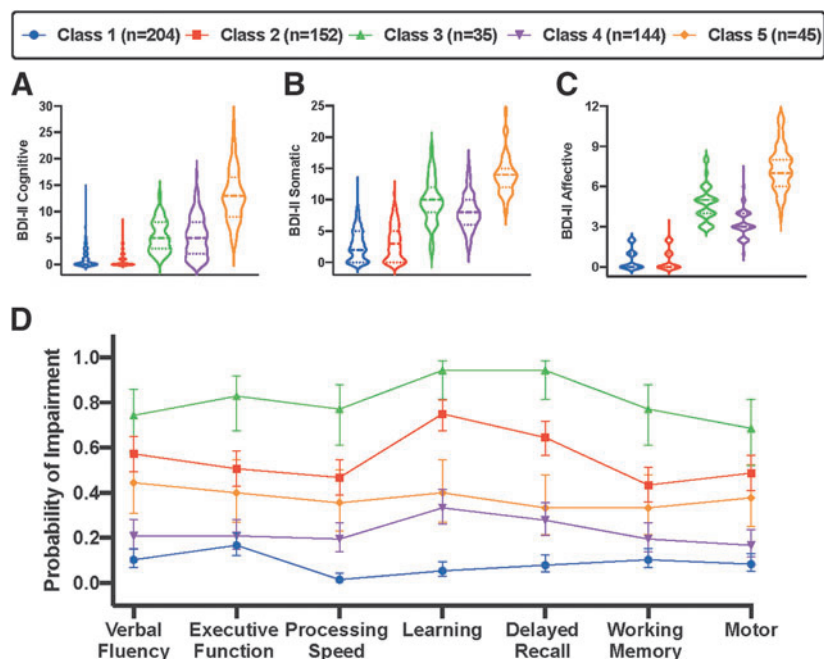 Class 1 (n=204) Class 2 (n=152) Class 3 (n=35) Class 4 (n=144) Class 5 (n=45)
A
BDI-II Cognitive
30
25
20
15
10
5
0
B
BDI-II Somatic
25
20
15
10
5
0
C
BDI-II Affective
12
9
6
3
0
D
Probability of Impairment
1.0
0.8
0.6
0.4
0.2
0.0
Verbal Fluency
Executive Function
Processing Speed
Learning
Delayed Recall
Working Memory
Motor